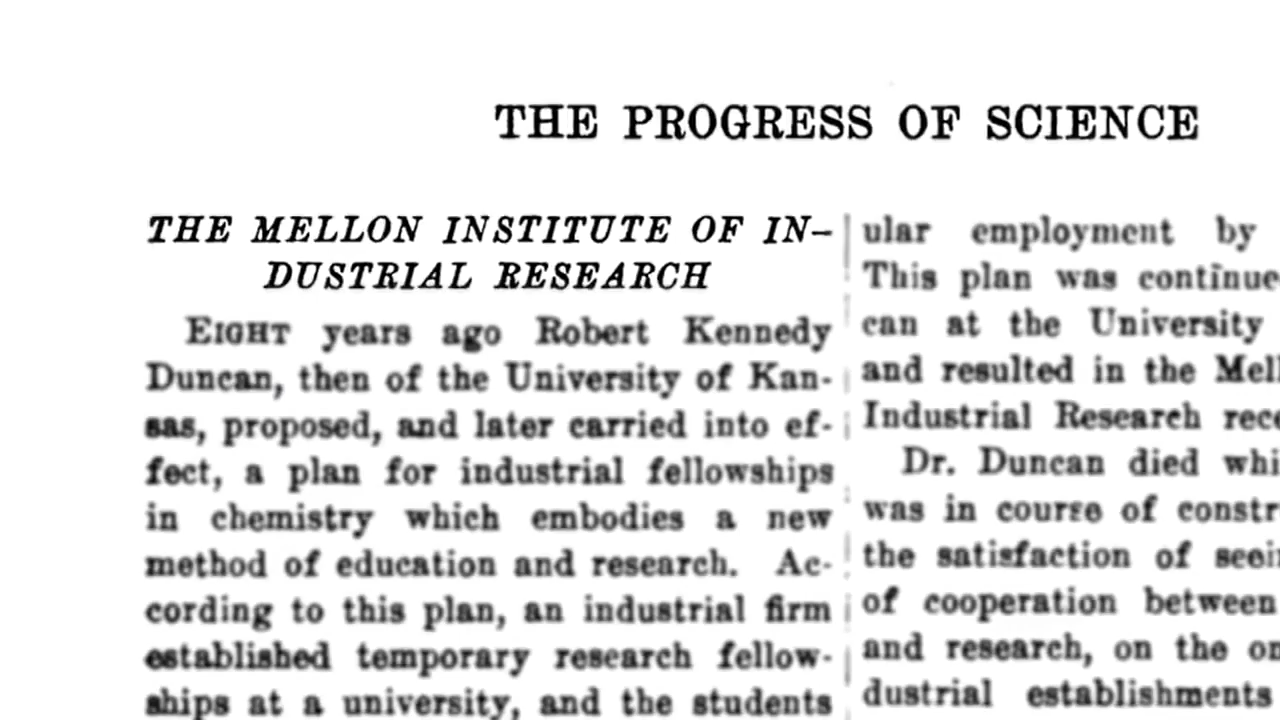 THE PROGRESS OF SCIENCE
THE MELLON INSTITUTE OF IN-
DUSTRIAL RESEARCH
EIGHT years ago Robert Kennedy
Duncan, then of the University of Kan-
sas, proposed, and later carried into ef-
fect, a plan for industrial fellowships
in chemistry which embodies a new
method of education and research. Ac-
cording to this plan, an industrial firm
established temporary research fellow-
ships at a university, and the students
ular employment by
This plan was continue
can at the University
and resulted in the Mell
Industrial Research rece
Dr. Duncan died whi
was in course of constr
the satisfaction of seei
of cooperation between
and research, on the on
dustrial establishments